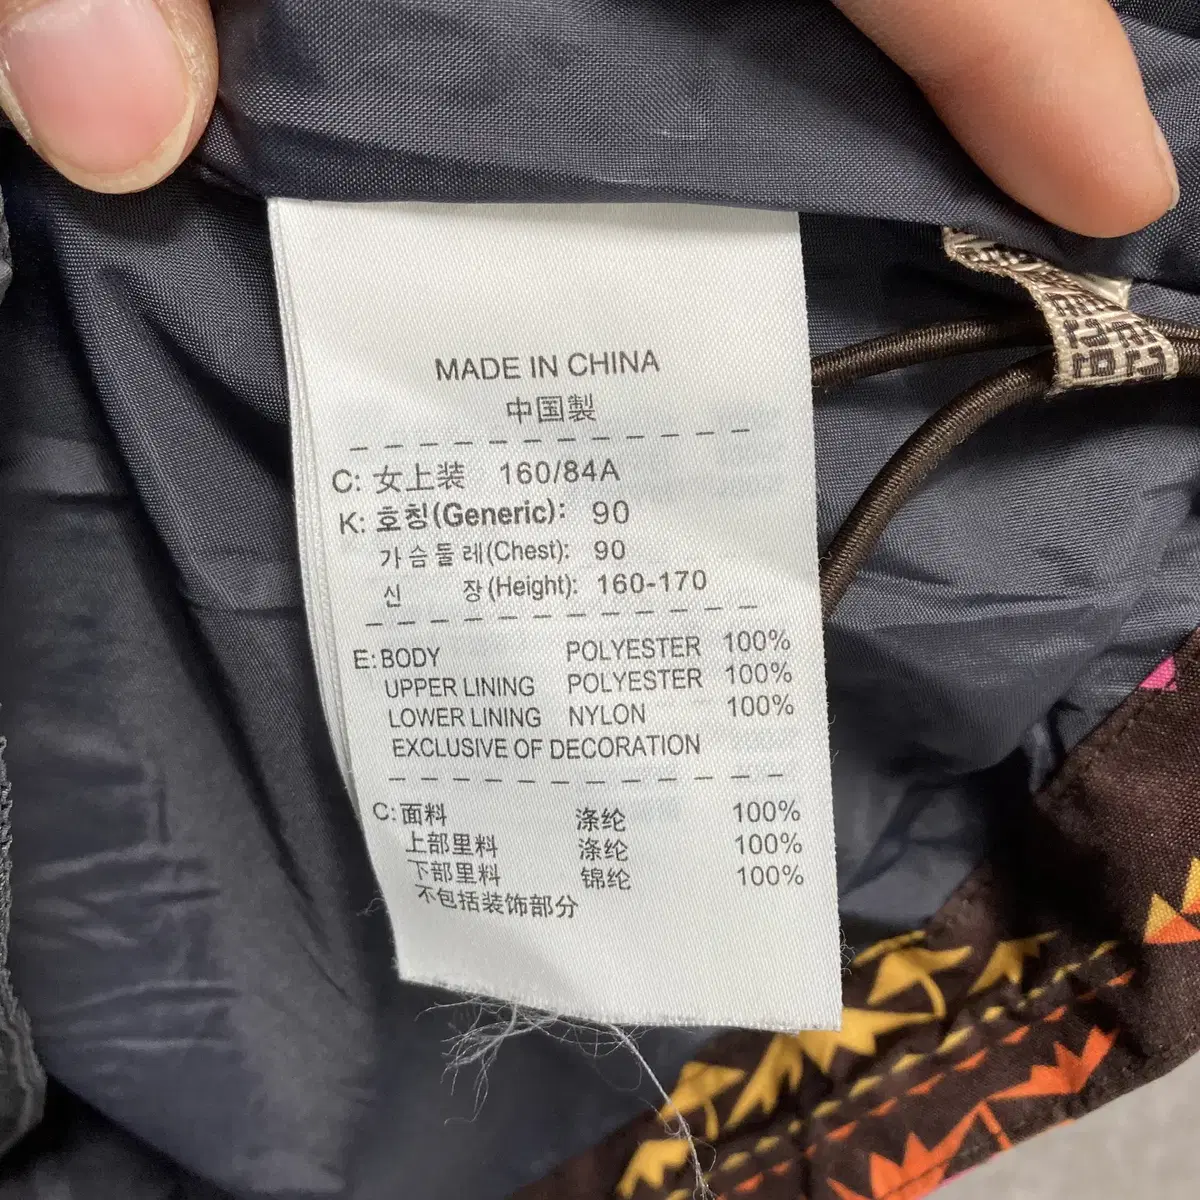 MADE IN CHINA
中国製
C: 女上装 160/84A
K: 호칭(Generic): 90
가슴둘레(Chest): 90
신 장(Height): 160-170
E: BODY POLYESTER 100%
UPPER LINING POLYESTER 100%
LOWER LINING NYLON 100%
EXCLUSIVE OF DECORATION
C: 面料 涤纶 100%
上部里料 涤纶 100%
下部里料 锦纶 100%
不包括装饰部分